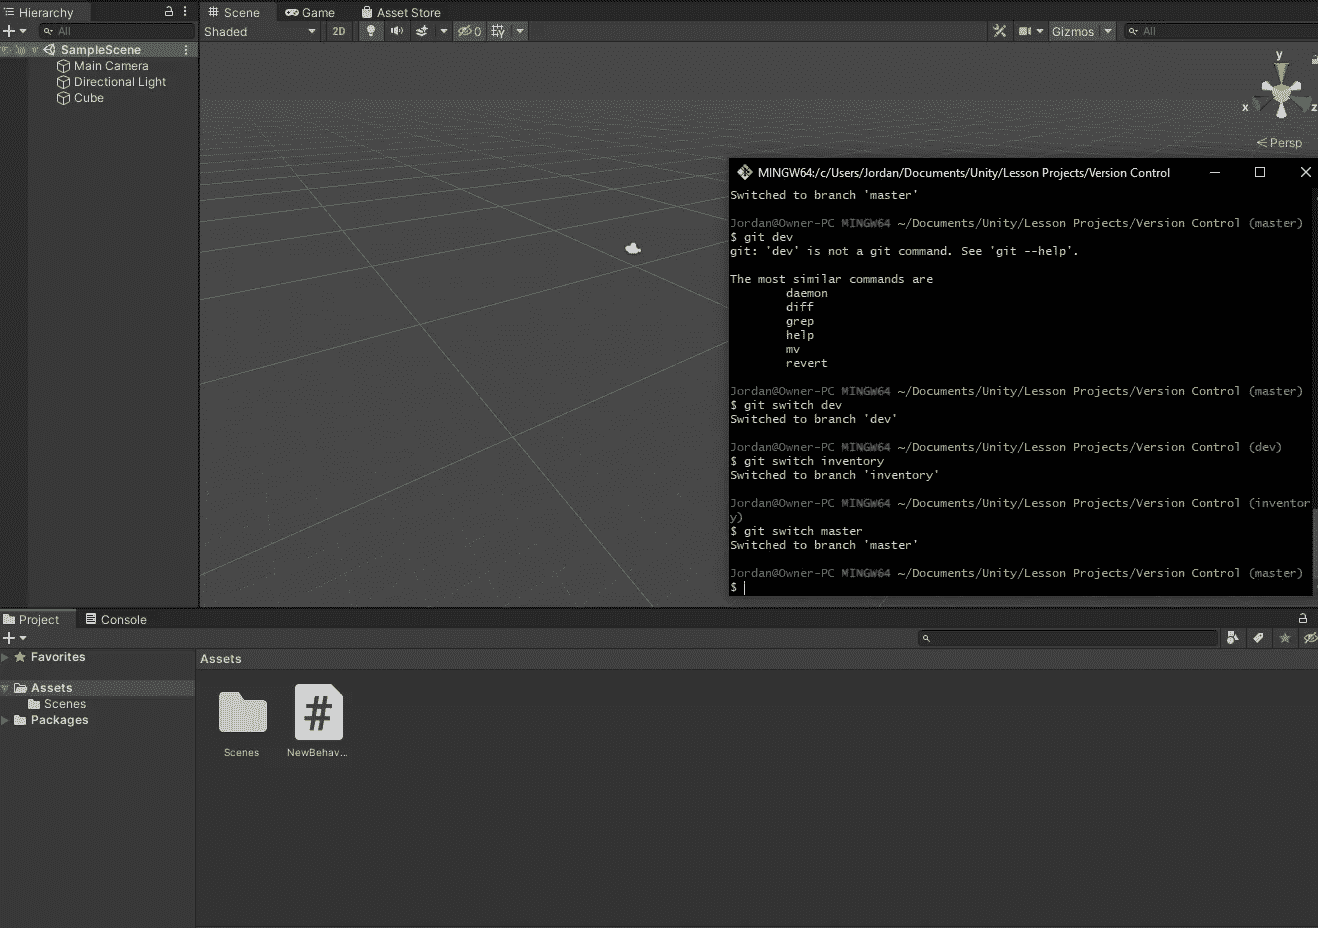 Hierarchy
All
SampleScene
Main Camera
Directional Light
Cube
Scene
Game
Asset Store
Shaded
2D
0
Gizmos
All
y
x
z
Persp
MINGW64:/c/Users/Jordan/Documents/Unity/Lesson Projects/Version Control
Switched to branch 'master'
Jordan@Owner-PC MINGW64 ~/Documents/Unity/Lesson Projects/Version Control (master)
$ git dev
git: 'dev' is not a git command. See 'git --help'.
The most similar commands are
daemon
diff
grep
help
mv
revert
Jordan@Owner-PC MINGW64 ~/Documents/Unity/Lesson Projects/Version Control (master)
$ git switch dev
Switched to branch 'dev'
Jordan@Owner-PC MINGW64 ~/Documents/Unity/Lesson Projects/Version Control (dev)
$ git switch inventory
Switched to branch 'inventory'
Jordan@Owner-PC MINGW64 ~/Documents/Unity/Lesson Projects/Version Control (inventor
y)
$ git switch master
Switched to branch 'master'
Jordan@Owner-PC MINGW64 ~/Documents/Unity/Lesson Projects/Version Control (master)
$
Project
Console
Favorites
Assets
Scenes
Packages
Assets
#
Scenes
NewBehav...